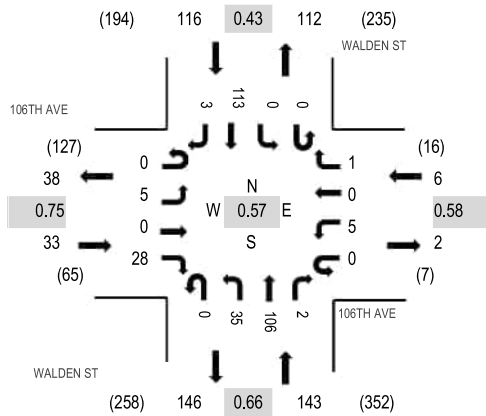 (194) 116 0.43 112 (235)
WALDEN ST
3 113 0 0
106TH AVE
(127) 0 1 (16)
38 5 N 0 6
0.75 W 0.57 E 0.58
33 0 S 5 2
(65) 28 0 (7)
0 35 106 2
106TH AVE
WALDEN ST
(258) 146 0.66 143 (352)